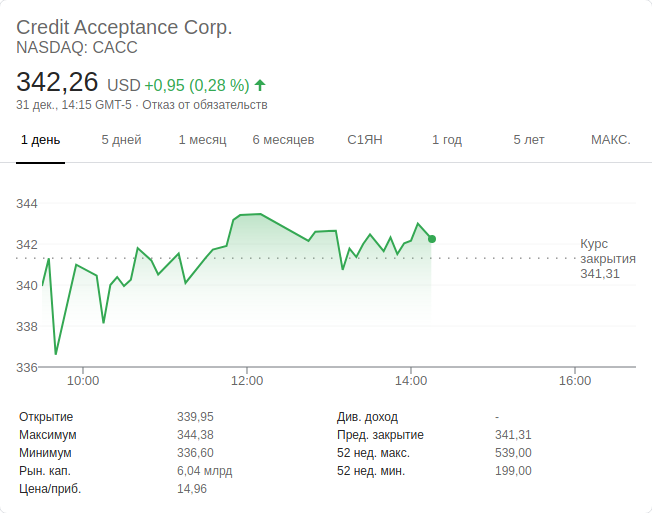 Credit Acceptance Corp.
NASDAQ: CACC
342,26 USD +0,95 (0,28 %)
31 дек., 14:15 GMT-5 · Отказ от обязательств
1 день 5 дней 1 месяц 6 месяцев С1ЯН 1 год 5 лет МАКС.
344
342
340
338
336
Курс
закрытия
341,31
10:00 12:00 14:00 16:00
Открытие 339,95
Максимум 344,38
Минимум 336,60
Рын. кап. 6,04 млрд
Цена/приб. 14,96
Див. доход -
Пред. закрытие 341,31
52 нед. макс. 539,00
52 нед. мин. 199,00